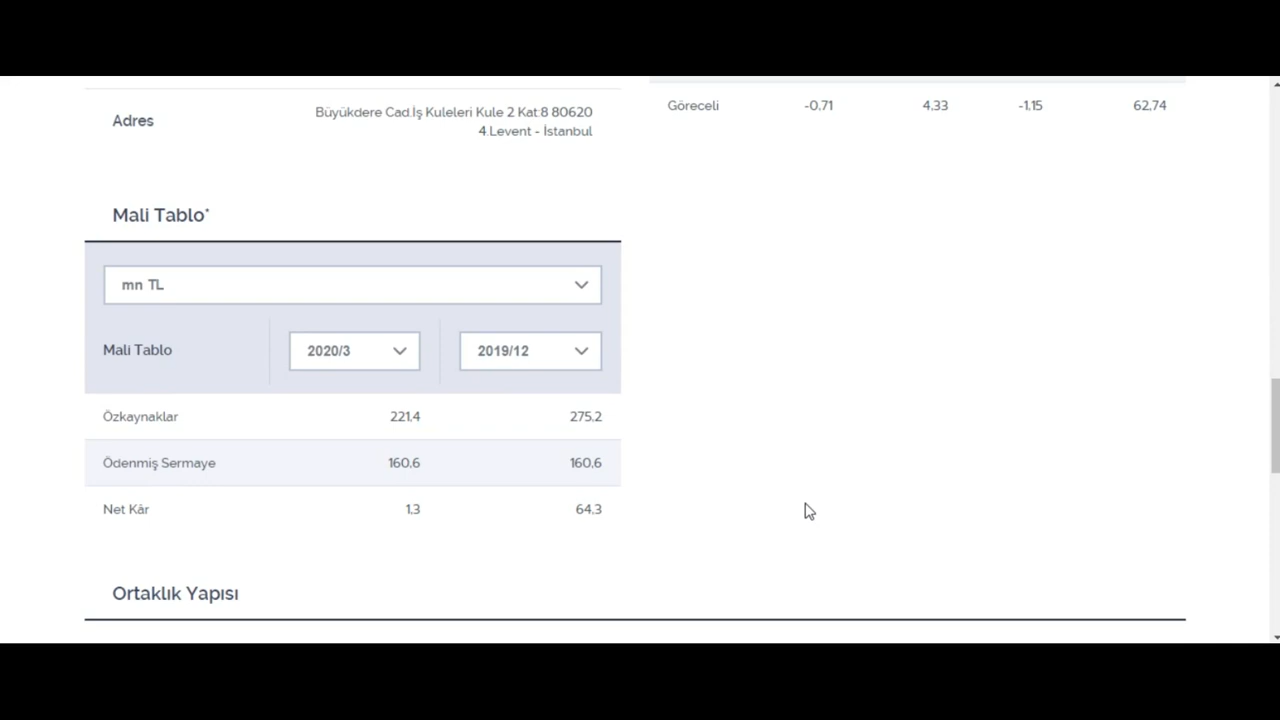 Adres
Büyükdere Cad.İş Kuleleri Kule 2 Kat:8 80620
4.Levent - İstanbul
Göreceli -0,71 4,33 -1,15 62,74
Mali Tablo*
mn TL
Mali Tablo 2020/3 2019/12
Özkaynaklar 221,4 275,2
Ödenmiş Sermaye 160,6 160,6
Net Kâr 1,3 64,3
Ortaklık Yapısı